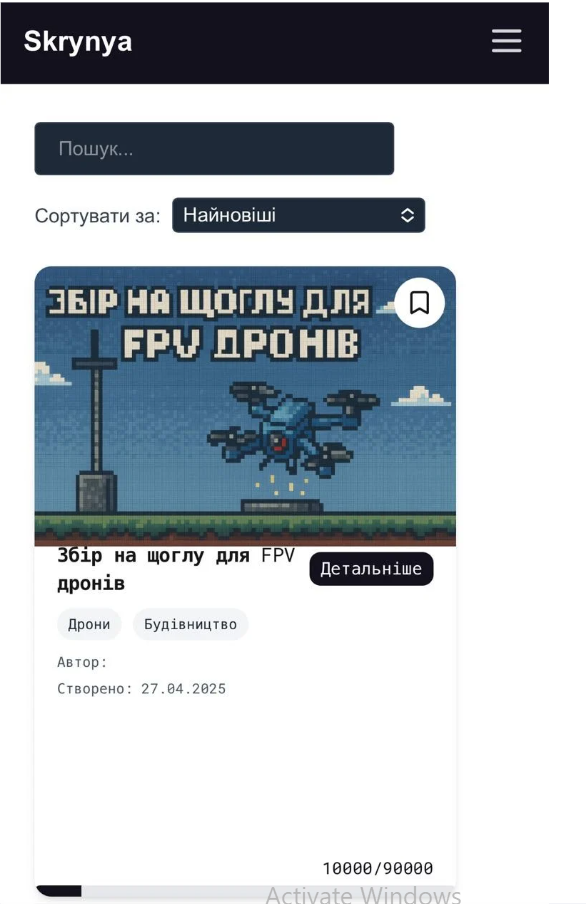 Skrynya
Пошук...
Сортувати за:
Найновіші
ЗБІР НА ЩОГЛУ ДЛЯ
FPV ДРОНІВ
Збір на щоглу для FPV
дронів
Детальніше
Дрони
Будівництво
Автор:
Створено: 27.04.2025
10000/90000
Activate Windows